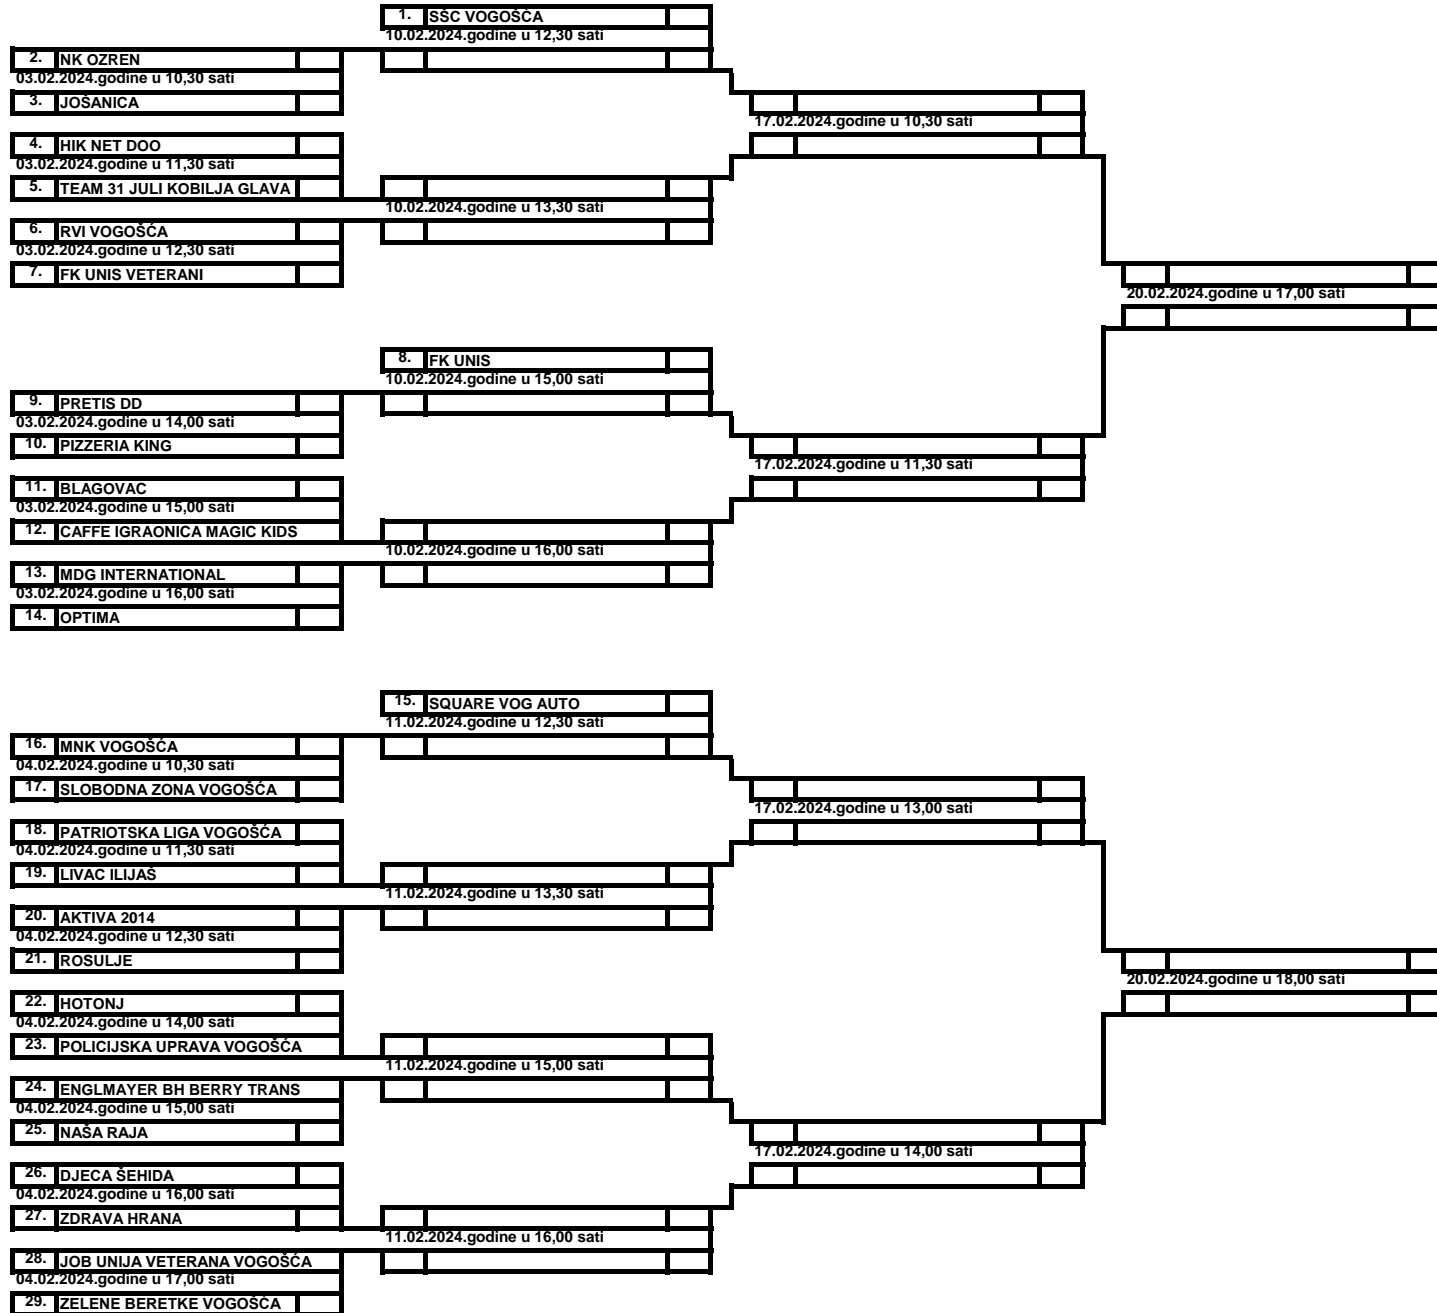 1. SŠC VOGOŠĆA
10.02.2024.godine u 12,30 sati
2. NK OZREN
03.02.2024.godine u 10,30 sati
3. JOŠANICA
17.02.2024.godine u 10,30 sati
4. HIK NET DOO
03.02.2024.godine u 11,30 sati
5. TEAM 31 JULI KOBILJA GLAVA
10.02.2024.godine u 13,30 sati
6. RVI VOGOŠĆA
03.02.2024.godine u 12,30 sati
7. FK UNIS VETERANI
20.02.2024.godine u 17,00 sati
8. FK UNIS
10.02.2024.godine u 15,00 sati
9. PRETIS DD
03.02.2024.godine u 14,00 sati
10. PIZZERIA KING
17.02.2024.godine u 11,30 sati
11. BLAGOVAC
03.02.2024.godine u 15,00 sati
12. CAFFE IGRAONICA MAGIC KIDS
10.02.2024.godine u 16,00 sati
13. MDG INTERNATIONAL
03.02.2024.godine u 16,00 sati
14. OPTIMA
15. SQUARE VOG AUTO
11.02.2024.godine u 12,30 sati
16. MNK VOGOŠĆA
04.02.2024.godine u 10,30 sati
17. SLOBODNA ZONA VOGOŠĆA
17.02.2024.godine u 13,00 sati
18. PATRIOTSKA LIGA VOGOŠĆA
04.02.2024.godine u 11,30 sati
19. LIVAC ILIJAŠ
11.02.2024.godine u 13,30 sati
20. AKTIVA 2014
04.02.2024.godine u 12,30 sati
21. ROSULJE
20.02.2024.godine u 18,00 sati
22. HOTONJ
04.02.2024.godine u 14,00 sati
23. POLICIJSKA UPRAVA VOGOŠĆA
11.02.2024.godine u 15,00 sati
24. ENGLMAYER BH BERRY TRANS
04.02.2024.godine u 15,00 sati
25. NAŠA RAJA
17.02.2024.godine u 14,00 sati
26. DJECA ŠEHIDA
04.02.2024.godine u 16,00 sati
27. ZDRAVA HRANA
11.02.2024.godine u 16,00 sati
28. JOB UNIJA VETERANA VOGOŠĆA
04.02.2024.godine u 17,00 sati
29. ZELENE BERETKE VOGOŠĆA